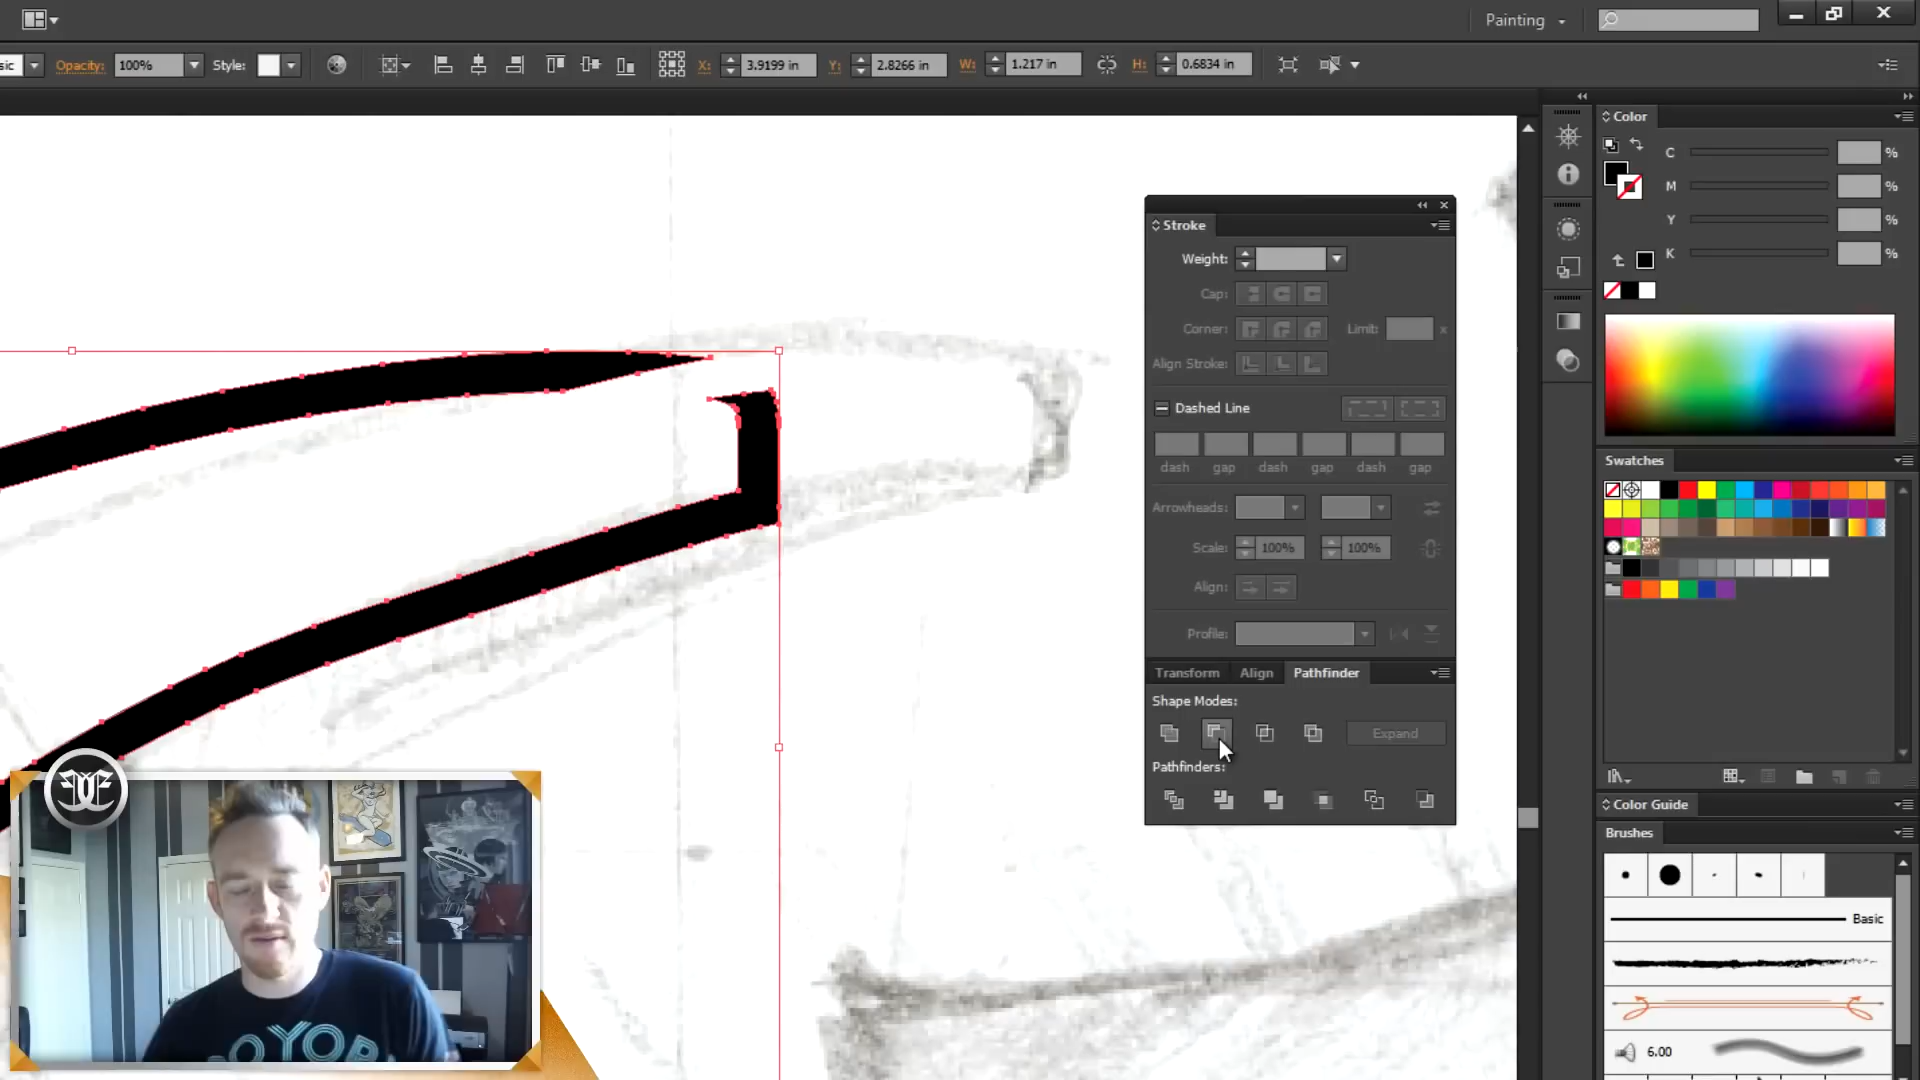 Painting
sic
Opacity:
100%
Style:
X:
3.9199 in
Y:
2.8266 in
W:
1.217 in
H:
0.6834 in
Color
C
%
M
%
Y
%
K
%
Stroke
Weight:
Cap:
Corner:
Limit:
x
Align Stroke:
Dashed Line
dash
gap
dash
gap
dash
gap
Arrowheads:
Scale:
100%
100%
Align:
Profile:
Transform
Align
Pathfinder
Shape Modes:
Expand
Pathfinders:
Swatches
Color Guide
Brushes
Basic
6.00
OYOP